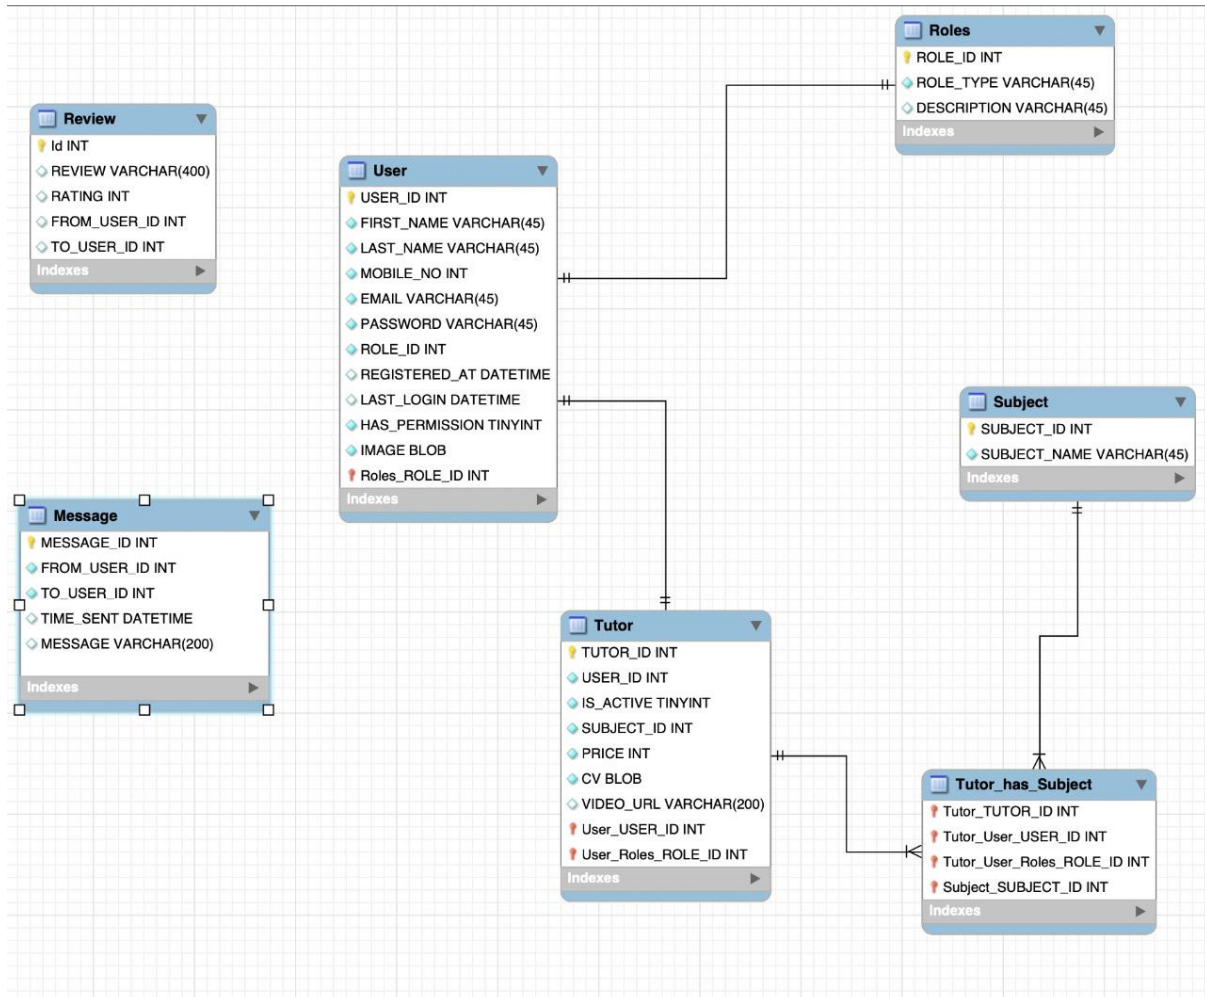 Roles
ROLE_ID INT
ROLE_TYPE VARCHAR(45)
DESCRIPTION VARCHAR(45)
Indexes
Review
Id INT
REVIEW VARCHAR(400)
RATING INT
FROM_USER_ID INT
TO_USER_ID INT
Indexes
User
USER_ID INT
FIRST_NAME VARCHAR(45)
LAST_NAME VARCHAR(45)
MOBILE_NO INT
EMAIL VARCHAR(45)
PASSWORD VARCHAR(45)
ROLE_ID INT
REGISTERED_AT DATETIME
LAST_LOGIN DATETIME
HAS_PERMISSION TINYINT
IMAGE BLOB
Roles_ROLE_ID INT
Indexes
Subject
SUBJECT_ID INT
SUBJECT_NAME VARCHAR(45)
Indexes
Message
MESSAGE_ID INT
FROM_USER_ID INT
TO_USER_ID INT
TIME_SENT DATETIME
MESSAGE VARCHAR(200)
Indexes
Tutor
TUTOR_ID INT
USER_ID INT
IS_ACTIVE TINYINT
SUBJECT_ID INT
PRICE INT
CV BLOB
VIDEO_URL VARCHAR(200)
User_USER_ID INT
User_Roles_ROLE_ID INT
Indexes
Tutor_has_Subject
Tutor_TUTOR_ID INT
Tutor_User_USER_ID INT
Tutor_User_Roles_ROLE_ID INT
Subject_SUBJECT_ID INT
Indexes